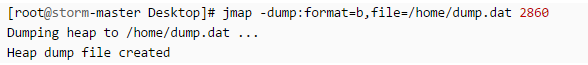 [root@storm-master Desktop]# jmap -dump:format=b,file=/home/dump.dat 2860
Dumping heap to /home/dump.dat ...
Heap dump file created